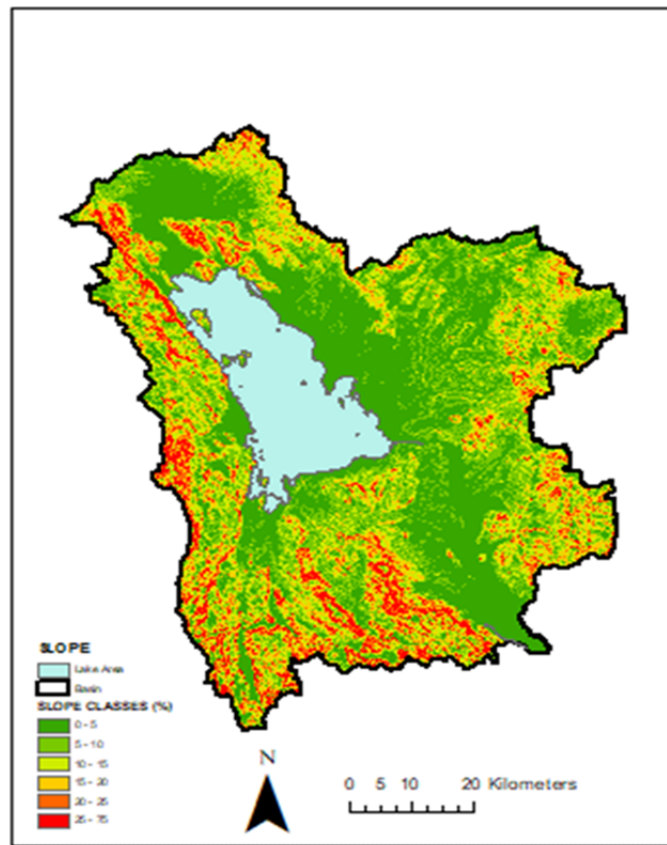 SLOPE
Lake Area
Basin
SLOPE CLASSES (%)
0 - 5
5 - 10
10 - 15
15 - 20
20 - 25
25 - 75
N
0 5 10 20 Kilometers